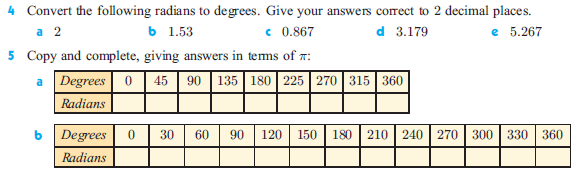 4 Convert the following radians to degrees. Give your answers correct to 2 decimal places.
a 2 b 1.53 c 0.867 d 3.179 e 5.267
5 Copy and complete, giving answers in terms of π:
a Degrees 0 45 90 135 180 225 270 315 360
Radians
b Degrees 0 30 60 90 120 150 180 210 240 270 300 330 360
Radians